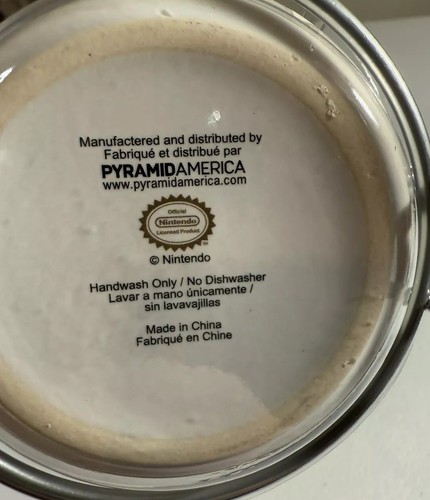 Manufactered and distributed by
Fabriqué et distribué par
PYRAMIDAMERICA
www.pyramidamerica.com
Official
Nintendo
Licensed Product
© Nintendo
Handwash Only / No Dishwasher
Lavar a mano únicamente /
sin lavavajillas
Made in China
Fabriqué en Chine